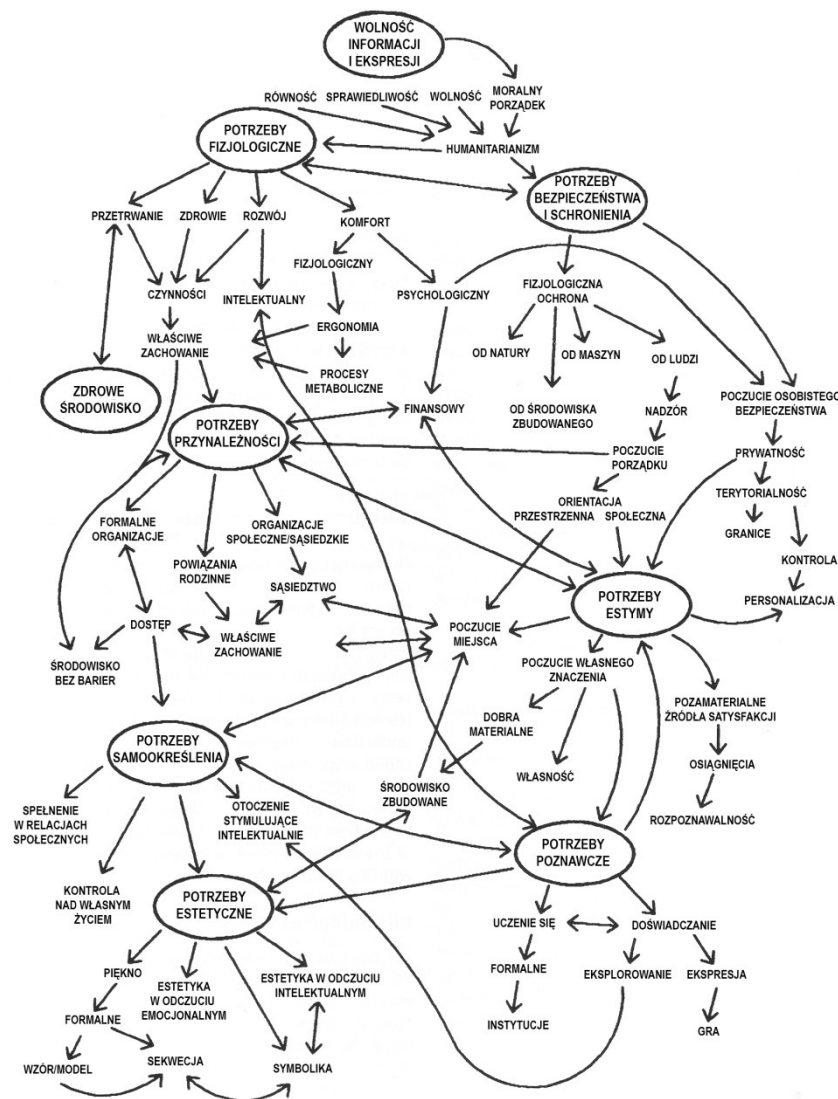 WOLNOŚĆ
INFORMACJI
I EKSPRESJI
RÓWNOŚĆ SPRAWIEDLIWOŚĆ WOLNOŚĆ
MORALNY
PORZĄDEK
POTRZEBY
FIZJOLOGICZNE
HUMANITARIANIZM
POTRZEBY
BEZPIECZEŃSTWA
I SCHRONIENIA
PRZETRWANIE
ZDROWIE
ROZWÓJ
KOMFORT
FIZJOLOGICZNY
CZYNNOŚCI
INTELEKTUALNY
PSYCHOLOGICZNY
FIZJOLOGICZNA
OCHRONA
WŁAŚCIWE
ZACHOWANIE
ERGONOMIA
PROCESY
METABOLICZNE
OD NATURY
OD MASZYN
OD LUDZI
ZDROWE
ŚRODOWISKO
FINANSOWY
OD ŚRODOWISKA
ZBUDOWANEGO
NADZÓR
POCZUCIE OSOBISTEGO
BEZPIECZEŃSTWA
POTRZEBY
PRZYNALEŻNOŚCI
POCZUCIE
PORZĄDKU
PRYWATNOŚĆ
TERYTORIALNOŚĆ
ORIENTACJA
PRZESTRZENNA SPOŁECZNA
GRANICE
FORMALNE
ORGANIZACJE
ORGANIZACJE
SPOŁECZNE/SĄSIEDZKIE
POWIĄZANIA
RODZINNE
KONTROLA
SĄSIEDZTWO
POTRZEBY
ESTYMY
PERSONALIZACJA
DOSTĘP
WŁAŚCIWE
ZACHOWANIE
POCZUCIE
MIEJSCA
ŚRODOWISKO
BEZ BARIER
POCZUCIE WŁASNEGO
ZNACZENIA
POZAMATERIALNE
ŹRÓDŁA SATYSFAKCJI
DOBRA
MATERIALNE
POTRZEBY
SAMOOKREŚLENIA
OSIĄGNIĘCIA
WŁASNOŚĆ
ŚRODOWISKO
ZBUDOWANE
SPEŁNENIE
W RELACJACH
SPOŁECZNYCH
OTOCZENIE
STYMULUJĄCE
INTELEKTUALNIE
ROZPOZNAWALNOŚĆ
POTRZEBY
POZNAWCZE
KONTROLA
NAD WŁASNYM
ŻYCIEM
POTRZEBY
ESTETYCZNE
UCZENIE SIĘ
DOŚWIADCZANIE
PIĘKNO
ESTETYKA
W ODCZUCIU
EMOCJONALNYM
ESTETYKA W ODCZUCIU
INTELEKTUALNYM
FORMALNE
EKSPLOROWANIE
EKSPRESJA
FORMALNE
INSTYTUCJE
GRA
WZÓR/MODEL
SEKWECJA
SYMBOLIKA